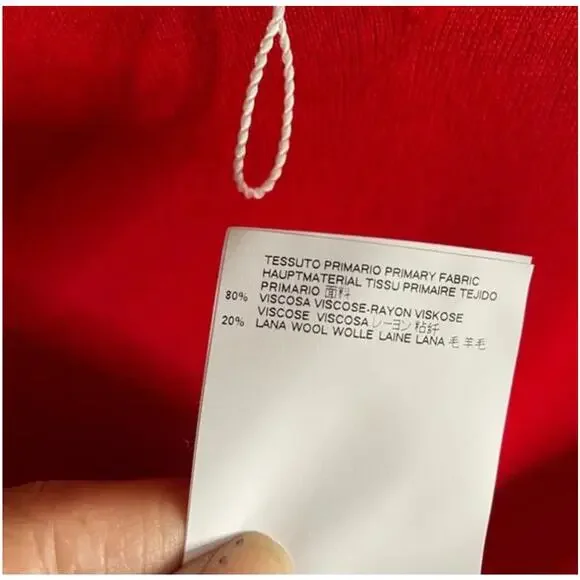 TESSUTO PRIMARIO PRIMARY FABRIC
HAUPTMATERIAL TISSU PRIMAIRE TEJIDO
PRIMARIO 面料
80% VISCOSA VISCOSE-RAYON VISKOSE
VISCOSE VISCOSA レーヨン 粘纤
20% LANA WOOL WOLLE LAINE LANA 毛 羊毛